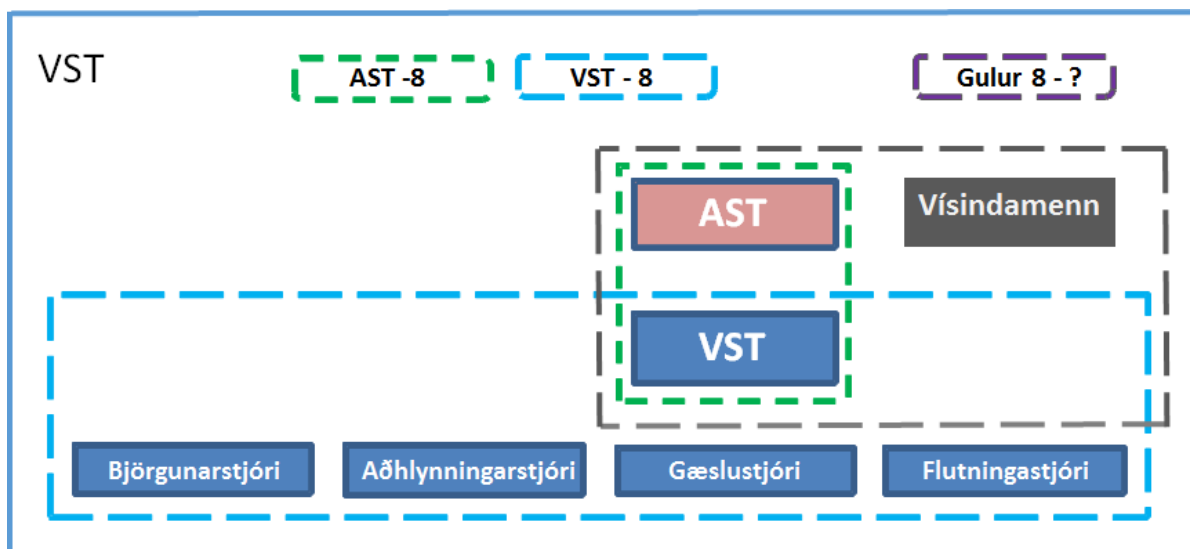 VST
AST -8
VST - 8
Gulur 8 - ?
AST
Vísindamenn
VST
Björgunarstjóri
Aðhlynningarstjóri
Gæslustjóri
Flutningastjóri